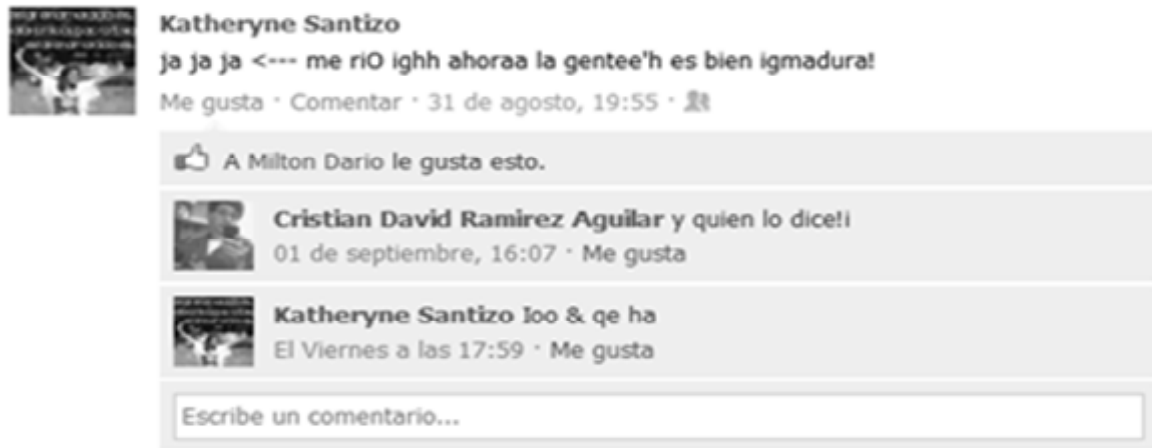 Katheryne Santizo
ja ja ja <--- me riO ighh ahoraa la gentee'h es bien igmadura!
Me gusta · Comentar · 31 de agosto, 19:55 ·
A Milton Dario le gusta esto.
Cristian David Ramirez Aguilar y quien lo dice!i
01 de septiembre, 16:07 · Me gusta
Katheryne Santizo Ioo & qe ha
El Viernes a las 17:59 · Me gusta
Escribe un comentario...